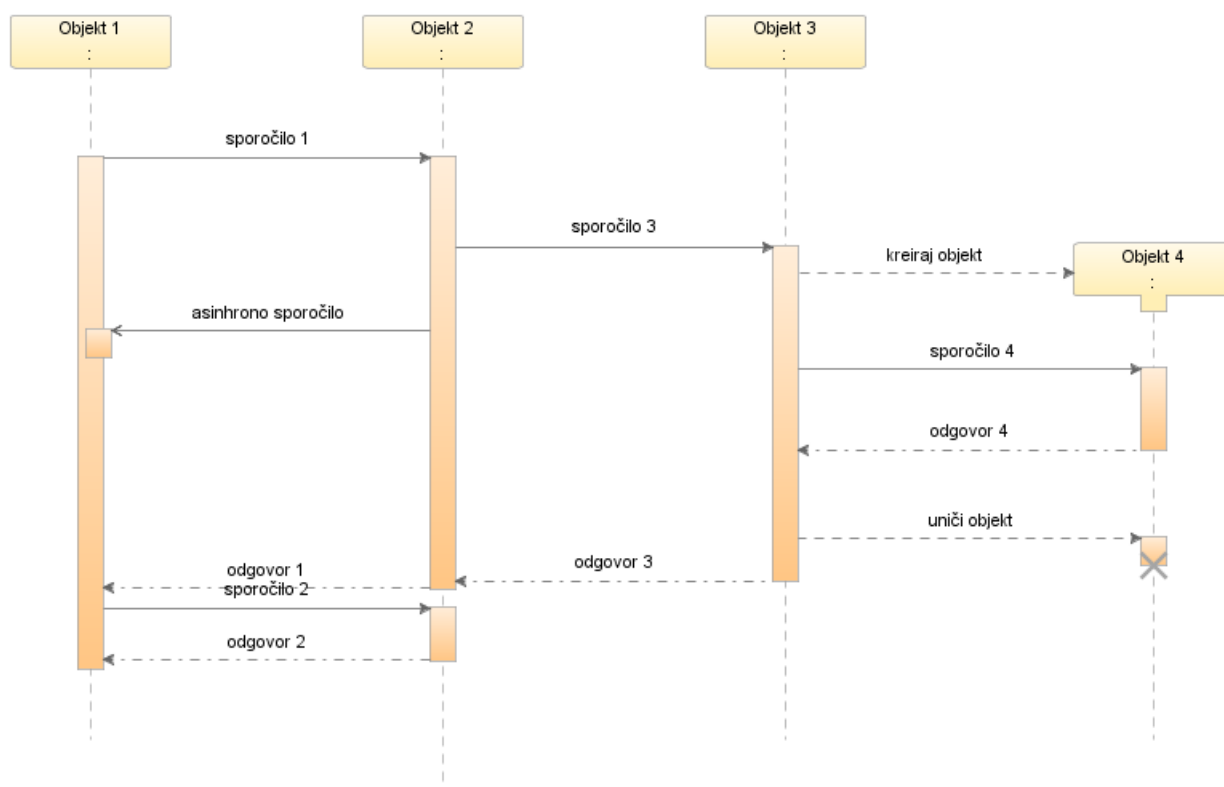 Objekt 1
:
Objekt 2
:
Objekt 3
:
sporočilo 1
sporočilo 3
kreiraj objekt
Objekt 4
:
asinhrono sporočilo
sporočilo 4
odgovor 4
uniči objekt
odgovor 3
odgovor 1
sporočilo 2
odgovor 2